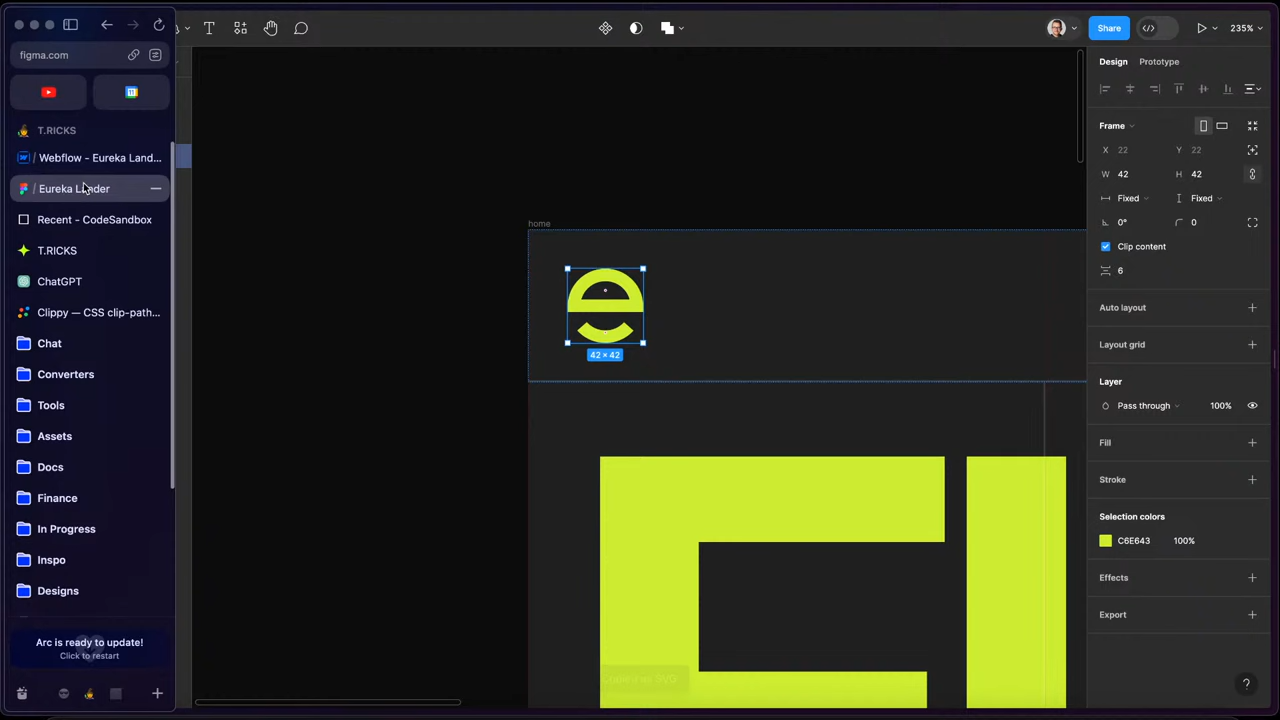 235%
Share
figma.com
Design
Prototype
T.RICKS
Frame
/ Webflow - Eureka Land...
X 22
Y 22
W 42
H 42
/ Eureka Lander
Fixed
Fixed
Recent - CodeSandbox
0°
0
home
Clip content
T.RICKS
6
ChatGPT
Auto layout
Clippy — CSS clip-path...
Chat
42 × 42
Layout grid
Converters
Layer
Tools
Pass through
100%
Assets
Fill
Docs
Stroke
Finance
Selection colors
In Progress
C6E643
100%
Inspo
Effects
Designs
Export
Arc is ready to update!
Click to restart
Copied as SVG
?